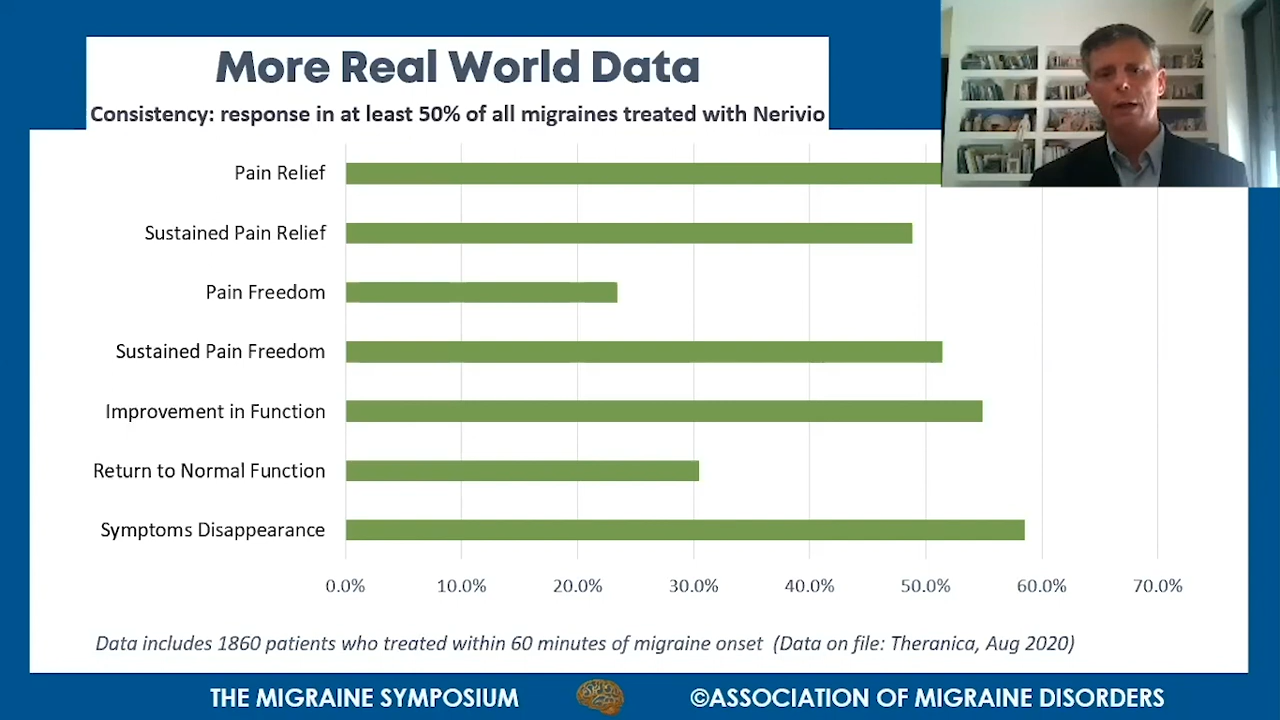 More Real World Data
Consistency: response in at least 50% of all migraines treated with Nerivio
Pain Relief
Sustained Pain Relief
Pain Freedom
Sustained Pain Freedom
Improvement in Function
Return to Normal Function
Symptoms Disappearance
0.0% 10.0% 20.0% 30.0% 40.0% 50.0% 60.0% 70.0%
Data includes 1860 patients who treated within 60 minutes of migraine onset (Data on file: Theranica, Aug 2020)
THE MIGRAINE SYMPOSIUM ©ASSOCIATION OF MIGRAINE DISORDERS